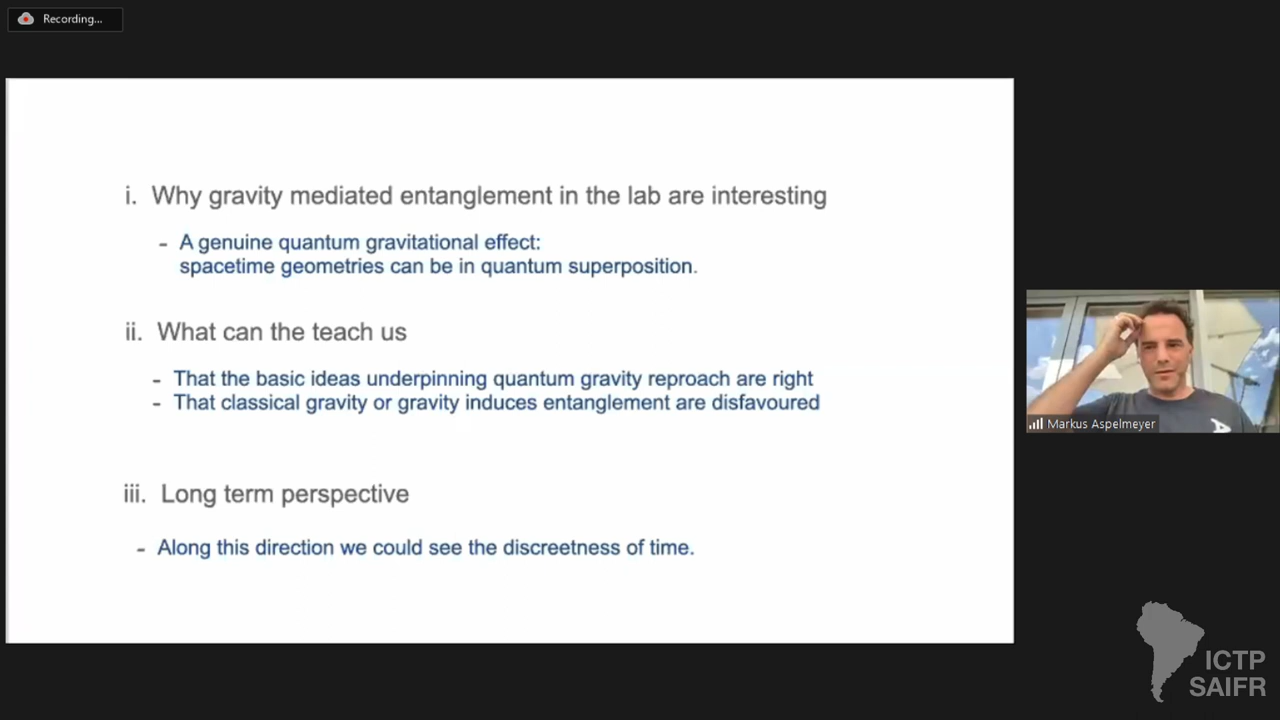 Recording...
i. Why gravity mediated entanglement in the lab are interesting
- A genuine quantum gravitational effect:
spacetime geometries can be in quantum superposition.
ii. What can the teach us
- That the basic ideas underpinning quantum gravity reproach are right
- That classical gravity or gravity induces entanglement are disfavoured
iii. Long term perspective
- Along this direction we could see the discreetness of time.
Markus Aspelmeyer
ICTP
SAIFR